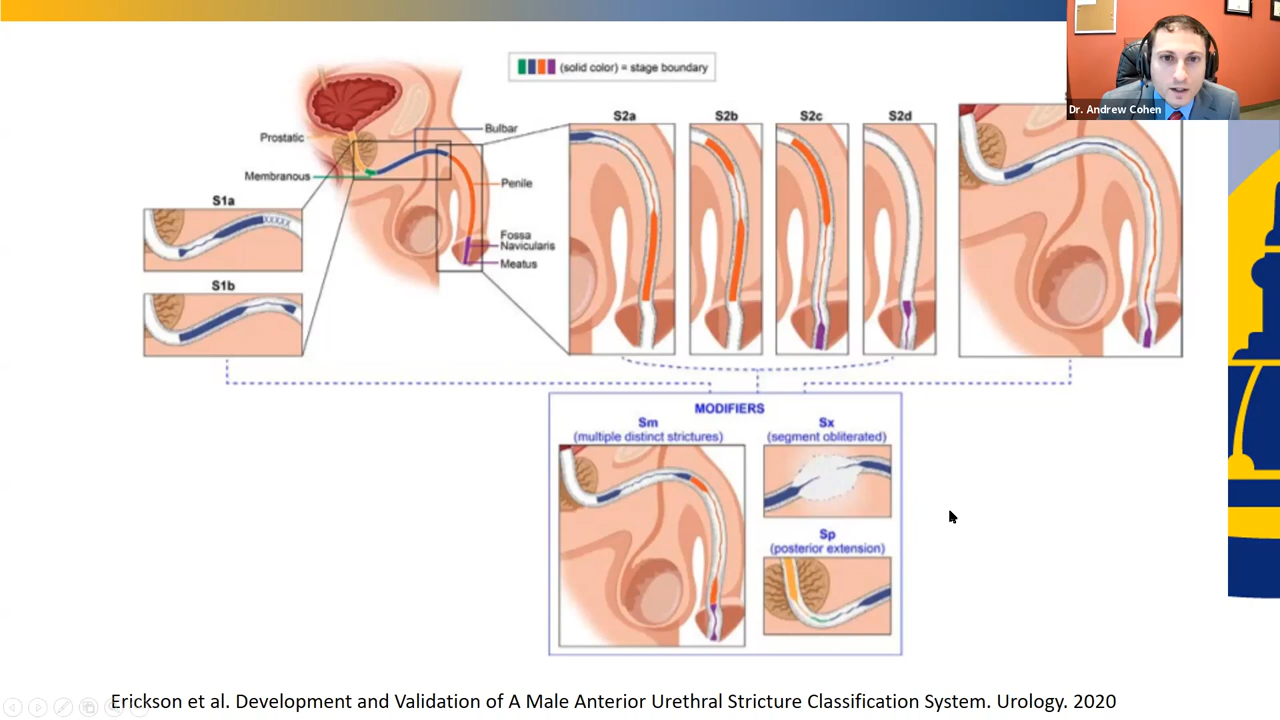 (solid color) = stage boundary
Dr. Andrew Cohen
Prostatic
Bulbar
Membranous
Penile
Fossa
Navicularis
Meatus
S1a
S1b
S2a
S2b
S2c
S2d
MODIFIERS
Sm
(multiple distinct strictures)
Sx
(segment obliterated)
Sp
(posterior extension)
Erickson et al. Development and Validation of A Male Anterior Urethral Stricture Classification System. Urology. 2020